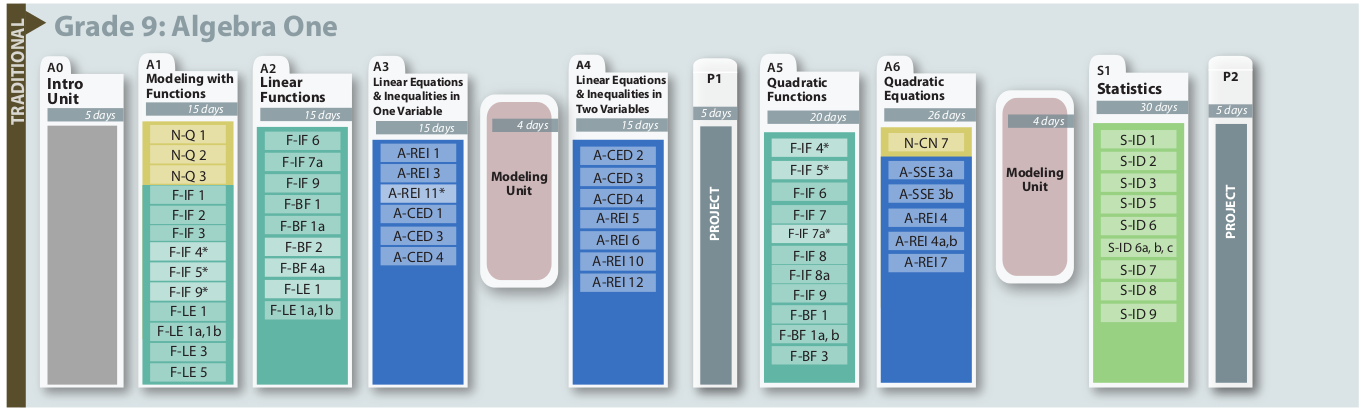 TRADITIONAL
Grade 9: Algebra One
A0
Intro
Unit
5 days
A1
Modeling with
Functions
15 days
N-Q 1
N-Q 2
N-Q 3
F-IF 1
F-IF 2
F-IF 3
F-IF 4*
F-IF 5*
F-IF 9*
F-LE 1
F-LE 1a,1b
F-LE 3
F-LE 5
A2
Linear
Functions
15 days
F-IF 6
F-IF 7a
F-IF 9
F-BF 1
F-BF 1a
F-BF 2
F-BF 4a
F-LE 1
F-LE 1a,1b
A3
Linear Equations
& Inequalities in
One Variable
15 days
A-REI 1
A-REI 3
A-REI 11*
A-CED 1
A-CED 3
A-CED 4
4 days
Modeling
Unit
A4
Linear Equations
& Inequalities in
Two Variables
15 days
A-CED 2
A-CED 3
A-CED 4
A-REI 5
A-REI 6
A-REI 10
A-REI 12
P1
5 days
PROJECT
A5
Quadratic
Functions
20 days
F-IF 4*
F-IF 5*
F-IF 6
F-IF 7
F-IF 7a*
F-IF 8
F-IF 8a
F-IF 9
F-BF 1
F-BF 1a, b
F-BF 3
A6
Quadratic
Equations
26 days
N-CN 7
A-SSE 3a
A-SSE 3b
A-REI 4
A-REI 4a,b
A-REI 7
4 days
Modeling
Unit
S1
Statistics
30 days
S-ID 1
S-ID 2
S-ID 3
S-ID 5
S-ID 6
S-ID 6a, b, c
S-ID 7
S-ID 8
S-ID 9
P2
5 days
PROJECT